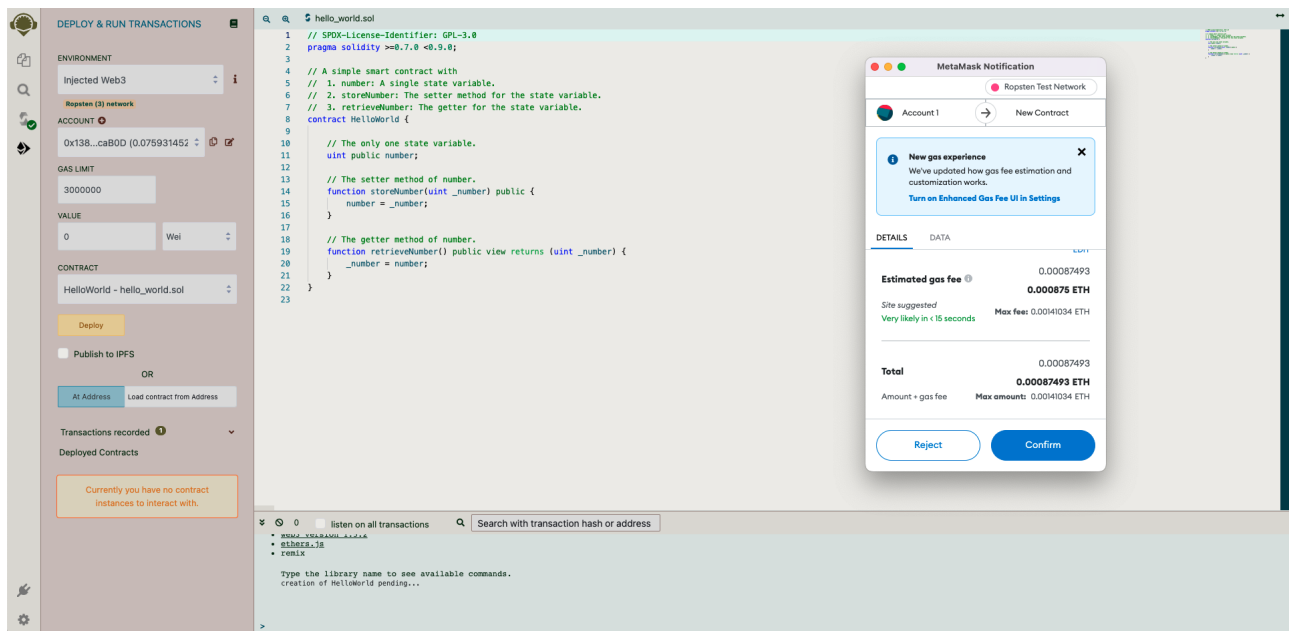 DEPLOY & RUN TRANSACTIONS
ENVIRONMENT
Injected Web3
i
Ropsten (3) network
ACCOUNT
0x138...caB0D (0.075931452
GAS LIMIT
3000000
VALUE
0
Wei
CONTRACT
HelloWorld - hello_world.sol
Deploy
Publish to IPFS
OR
At Address
Load contract from Address
Transactions recorded 1
Deployed Contracts
Currently you have no contract
instances to interact with.
hello_world.sol
1 // SPDX-License-Identifier: GPL-3.0
2 pragma solidity >=0.7.0 <0.9.0;
3
4 // A simple smart contract with
5 //  1. number: A single state variable.
6 //  2. storeNumber: The setter method for the state variable.
7 //  3. retrieveNumber: The getter for the state variable.
8 contract HelloWorld {
9
10     // The only one state variable.
11     uint public number;
12
13     // The setter method of number.
14     function storeNumber(uint _number) public {
15         number = _number;
16     }
17
18     // The getter method of number.
19     function retrieveNumber() public view returns (uint _number) {
20         _number = number;
21     }
22 }
23
MetaMask Notification
Ropsten Test Network
Account 1
New Contract
New gas experience
We've updated how gas fee estimation and
customization works.
Turn on Enhanced Gas Fee UI in Settings
DETAILS
DATA
EDIT
0.00087493
Estimated gas fee
0.000875 ETH
Site suggested
Very likely in < 15 seconds
Max fee: 0.00141034 ETH
0.00087493
Total
0.00087493 ETH
Amount + gas fee
Max amount: 0.00141034 ETH
Reject
Confirm
0
listen on all transactions
Search with transaction hash or address
web3 version 1.5.2
ethers.js
remix
Type the library name to see available commands.
creation of HelloWorld pending...
>